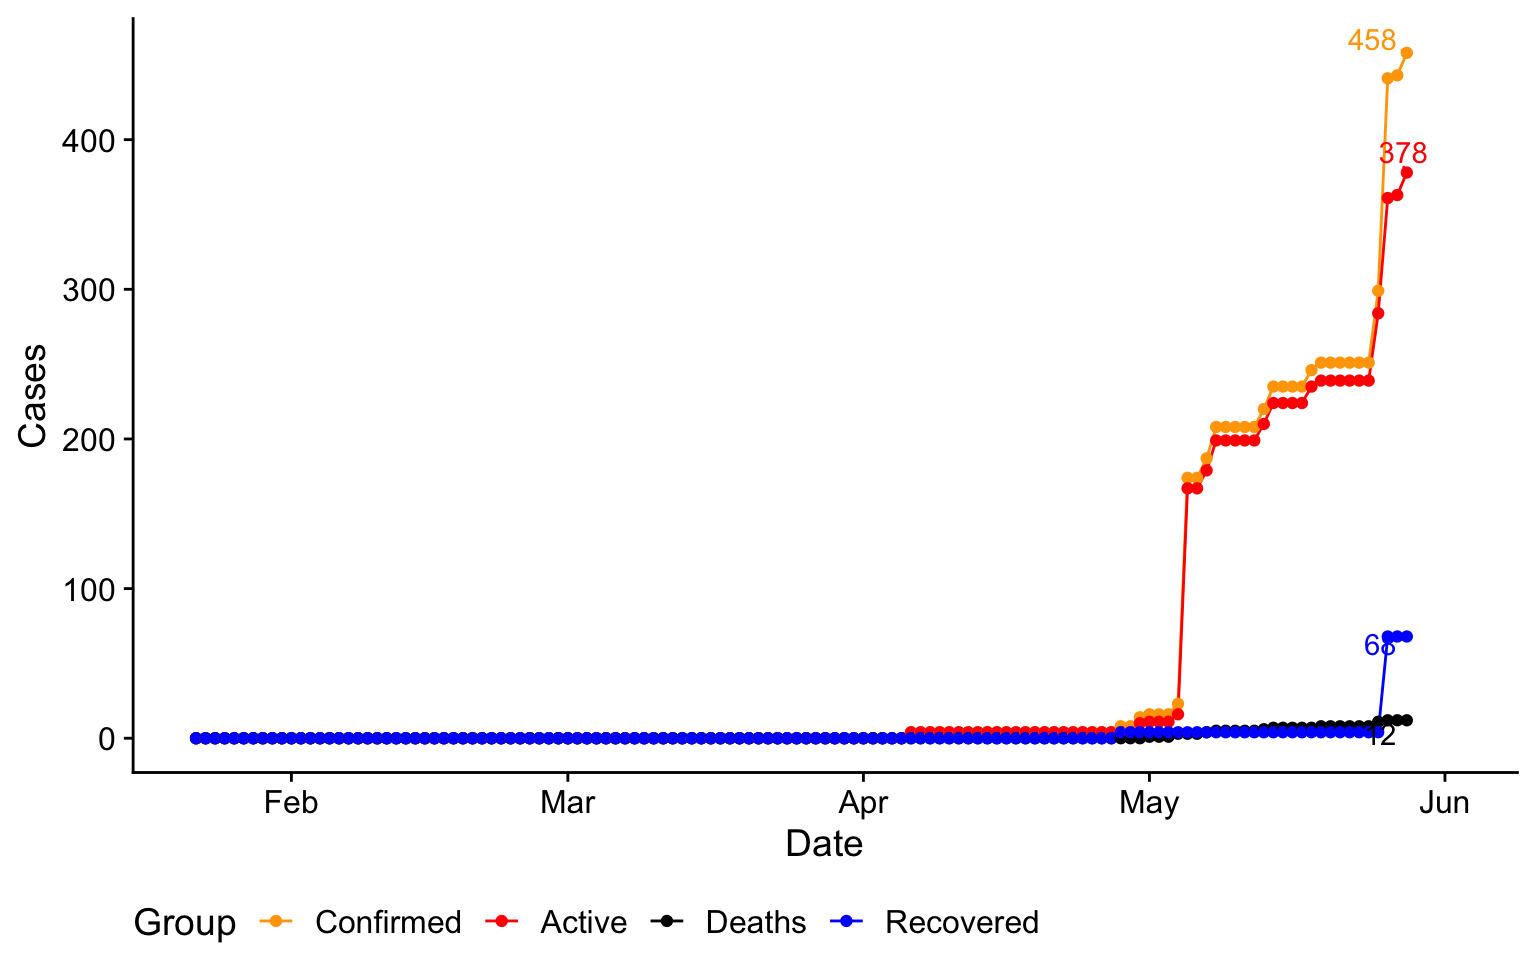 458
400
378
300
Cases
200
100
68
0
12
Feb Mar Apr May Jun
Date
Group Confirmed Active Deaths Recovered